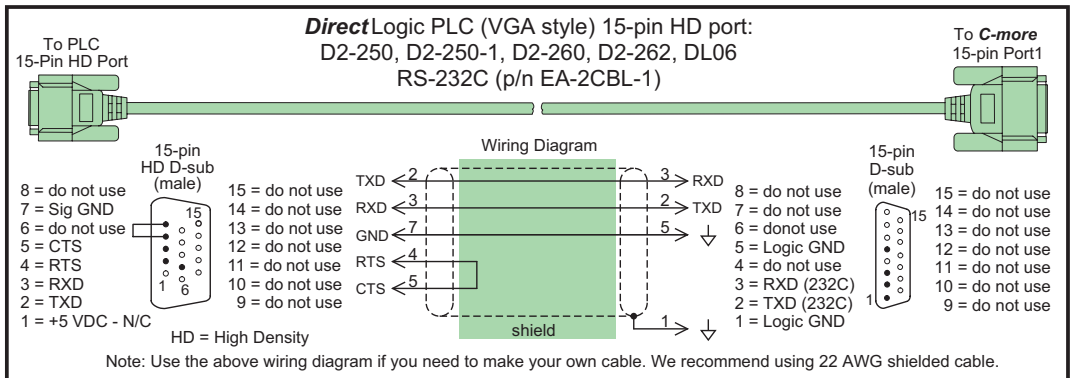 DirectLogic PLC (VGA style) 15-pin HD port:
D2-250, D2-250-1, D2-260, D2-262, DL06
RS-232C (p/n EA-2CBL-1)
To PLC
15-Pin HD Port
To C-more
15-pin Port1
Wiring Diagram
15-pin
HD D-sub
(male)
8 = do not use
7 = Sig GND
6 = do not use
5 = CTS
4 = RTS
3 = RXD
2 = TXD
1 = +5 VDC - N/C
15
1
6
HD = High Density
15 = do not use
14 = do not use
13 = do not use
12 = do not use
11 = do not use
10 = do not use
9 = do not use
TXD 2 3 RXD
RXD 3 2 TXD
GND 7 5
RTS 4
CTS 5
1
shield
8 = do not use
7 = do not use
6 = donot use
5 = Logic GND
4 = do not use
3 = RXD (232C)
2 = TXD (232C)
1 = Logic GND
15-pin
D-sub
(male)
15
1
15 = do not use
14 = do not use
13 = do not use
12 = do not use
11 = do not use
10 = do not use
9 = do not use
Note: Use the above wiring diagram if you need to make your own cable. We recommend using 22 AWG shielded cable.